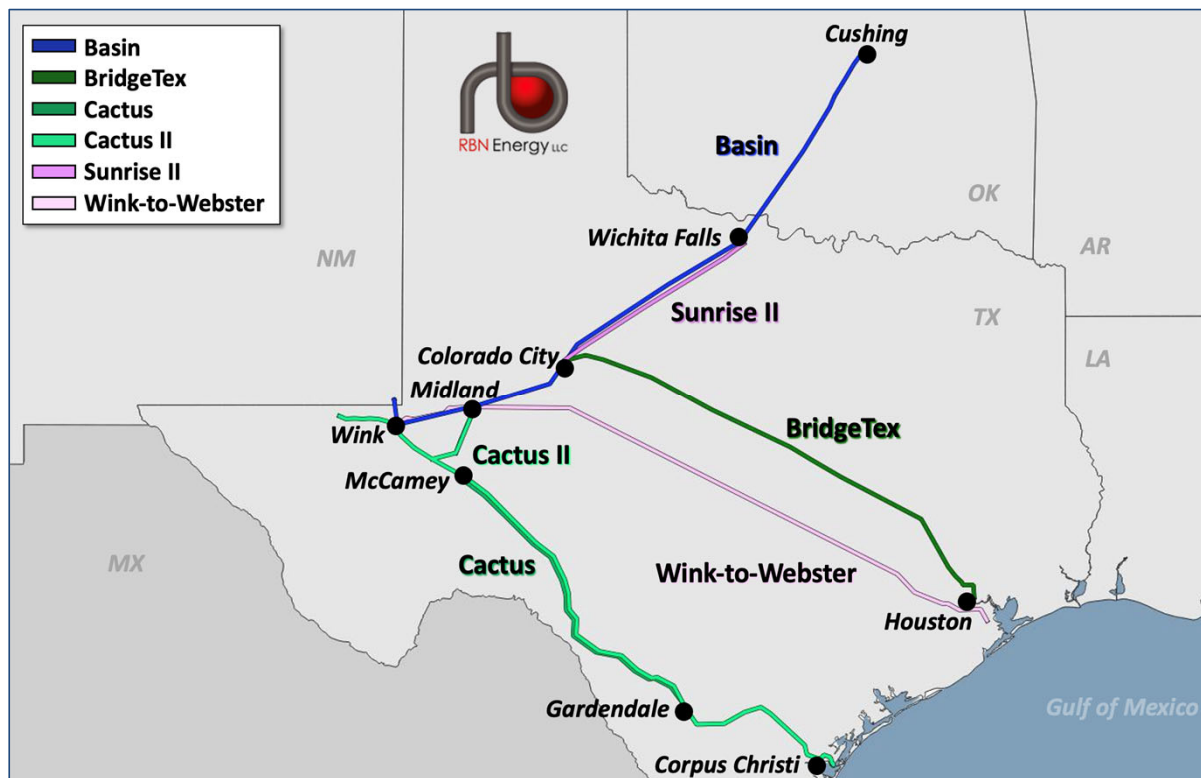 Basin
BridgeTex
Cactus
Cactus II
Sunrise II
Wink-to-Webster
RBN Energy LLC
Cushing
Basin
OK
Wichita Falls
NM
AR
Sunrise II
TX
Colorado City
LA
Midland
Wink
BridgeTex
Cactus II
McCamey
MX
Cactus
Wink-to-Webster
Houston
Gardendale
Gulf of Mexico
Corpus Christi